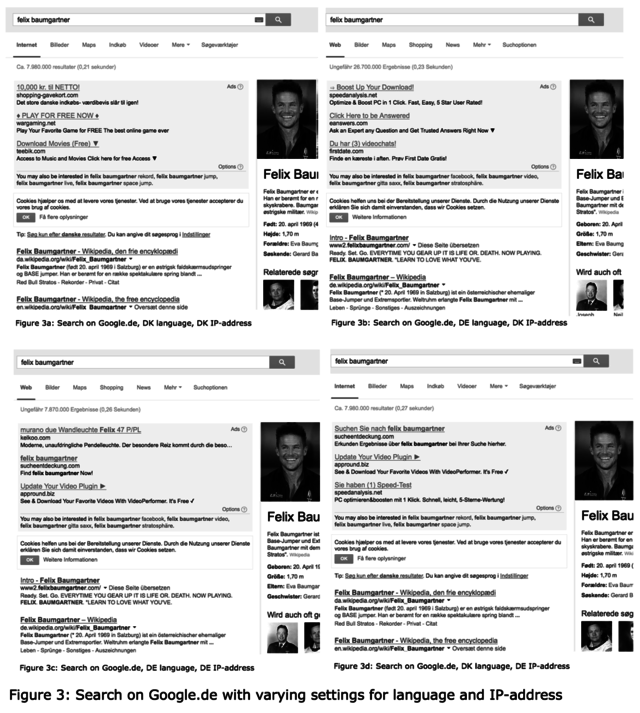 felix baumgartner
Internet Billeder Maps Indkøb Videoer Mere Søgeværktøjer
Ca. 7.980.000 resultater (0,21 sekunder)
10,000 kr. til NETTO!
Ads
shopping-gavekort.com
Det store danske indkøbs- værdibevis slår til igen!
♦ PLAY FOR FREE NOW ♦
wargaming.net
Play Your Favorite Game for FREE The best online game ever
Download Movies (Free) ▼
teebik.com
Access to Music and Movies Click here for free Access ▼
Options
You may also be interested in felix baumgartner rekord, felix baumgartner jump,
felix baumgartner live, felix baumgartner space jump.
Cookies hjælper os med at levere vores tjenester. Ved at bruge vores tjenester accepterer du
vores brug af cookies.
OK Få flere oplysninger
Tip: Søg kun efter danske resultater. Du kan angive dit søgesprog i Indstillinger
Felix Baumgartner - Wikipedia, den frie encyklopædi
da.wikipedia.org/wiki/Felix_Baumgartner
Felix Baumgartner (født 20. april 1969 i Salzburg) er en østrigsk faldskærmsudspringer
og BASE jumper. Han er berømt for en række spektakulære spring blandt ...
Red Bull Stratos - Rekorder - Privat - Citat
Felix Baumgartner - Wikipedia, the free encyclopedia
en.wikipedia.org/wiki/Felix_Baumgartner Oversæt denne side
Felix Bau
Felix Baumgartner er e
Han er berømt for en r
skyskrabere. Baumgar
østrigske militær. Wikip
Født: 20. april 1969
Højde: 1,70 m
Forældre: Eva Baum
Søskende: Gerard B
Relaterede søg
Figure 3a: Search on Google.de, DK language, DK IP-address
felix baumgartner
Web Bilder Maps Shopping News Mehr Suchoptionen
Ungefähr 26.700.000 Ergebnisse (0,23 Sekunden)
→ Boost Up Your Download!
Ads
speedanalysis.net
Optimize & Boost PC in 1 Click. Fast, Easy, 5 Star User Rated!
Click Here to be Answered
eanswers.com
Ask an Expert any Question and Get Trusted Answers Right Now ▼
Du har (3) videochats!
firstdate.com
Finde en kæreste i aften. Prøv First Date Gratis!
Options
You may also be interested in felix baumgartner facebook, felix baumgartner video,
felix baumgartner gitta saxx, felix baumgartner stratosphäre.
Cookies helfen uns bei der Bereitstellung unserer Dienste. Durch die Nutzung unserer Dienste
erklären Sie sich damit einverstanden, dass wir Cookies setzen.
OK Weitere Informationen
Intro - Felix Baumgartner
www2.felixbaumgartner.com/ Diese Seite übersetzen
Ready. Set. Go. EVERYTIME YOU GEAR UP IT IS LIFE OR. DEATH. NOW PLAYING.
FELIX. BAUMGARTNER. "LEARN TO LOVE WHAT YOU'VE.
Felix Baumgartner – Wikipedia
de.wikipedia.org/wiki/Felix_Baumgartner
Felix Baumgartner (* 20. April 1969 in Salzburg) ist ein österreichischer ehemaliger
Base-Jumper und Extremsportler. Weltruhm erlangte Felix Baumgartner mit ...
Leben - Sprünge - Sonstiges - Auszeichnungen
Felix Bau
Felix Baumgartner ist e
Base-Jumper und Extr
Baumgartner mit dem
Stratos". Wikipedia
Geboren: 20. April 19
Größe: 1,70 m
Eltern: Eva Baumgar
Geschwister: Gerard
Wird auch oft
Joseph
Figure 3b: Search on Google.de, DE language, DK IP-address
felix baumgartner
Web Bilder Maps Shopping News Mehr Suchoptionen
Ungefähr 7.870.000 Ergebnisse (0,26 Sekunden)
murano due Wandleuchte Felix 47 P/PL
Ads
kelkoo.com
Moderne, unaufdringliche Pendelleuchte. Der besondere Reiz kommt durch die beso…
felix baumgartner
sucheentdeckung.com
Find felix baumgartner Now!
Update Your Video Plugin ►
appround.biz
See & Download Your Favorite Videos With VideoPerformer. It's Free ✓
Options
You may also be interested in felix baumgartner facebook, felix baumgartner video,
felix baumgartner gitta saxx, felix baumgartner stratosphäre.
Cookies helfen uns bei der Bereitstellung unserer Dienste. Durch die Nutzung unserer Dienste
erklären Sie sich damit einverstanden, dass wir Cookies setzen.
OK Weitere Informationen
Intro - Felix Baumgartner
www2.felixbaumgartner.com/ Diese Seite übersetzen
Ready. Set. Go. EVERYTIME YOU GEAR UP IT IS LIFE OR. DEATH. NOW PLAYING.
FELIX. BAUMGARTNER. "LEARN TO LOVE WHAT YOU'VE.
Felix Baumgartner – Wikipedia
de.wikipedia.org/wiki/Felix_Baumgartner
Felix Baumgartner (* 20. April 1969 in Salzburg) ist ein österreichischer ehemaliger
Base-Jumper und Extremsportler. Weltruhm erlangte Felix Baumgartner mit ...
Leben - Sprünge - Sonstiges - Auszeichnungen
Felix Bau
Felix Baumgartner ist e
Base-Jumper und Ext
Baumgartner mit dem
Stratos". Wikipedia
Geboren: 20. April 19
Größe: 1,70 m
Eltern: Eva Baumgar
Geschwister: Gerard
Wird auch oft ge
Figure 3c: Search on Google.de, DE language, DE IP-address
felix baumgartner
Internet Billeder Maps Indkøb Videoer Mere Søgeværktøjer
Ca. 7.980.000 resultater (0,27 sekunder)
Suchen Sie nach felix baumgartner
Ads
sucheentdeckung.com
Erkunden Ergebnisse über felix baumgartner bei Ihrer Suche hierher.
Update Your Video Plugin ►
appround.biz
See & Download Your Favorite Videos With VideoPerformer. It's Free ✓
Sie haben (1) Speed-Test
speedanalysis.net
PC optimieren&boosten mit 1 Klick. Schnell, leicht, 5-Sterne-Wertung!
Options
You may also be interested in felix baumgartner rekord, felix baumgartner jump,
felix baumgartner live, felix baumgartner space jump.
Cookies hjælper os med at levere vores tjenester. Ved at bruge vores tjenester accepterer du
vores brug af cookies.
OK Få flere oplysninger
Tip: Søg kun efter danske resultater. Du kan angive dit søgesprog i Indstillinger
Felix Baumgartner - Wikipedia, den frie encyklopædi
da.wikipedia.org/wiki/Felix_Baumgartner
Felix Baumgartner (født 20. april 1969 i Salzburg) er en østrigsk faldskærmsudspringer
og BASE jumper. Han er berømt for en række spektakulære spring blandt ...
Red Bull Stratos - Rekorder - Privat - Citat
Felix Baumgartner - Wikipedia, the free encyclopedia
en.wikipedia.org/wiki/Felix_Baumgartner Oversæt denne side
Felix Bau
Felix Baumgartner er e
Han er berømt for en r
skyskrabere. Baumgar
østrigske militær. Wikip
Født: 20. april 1969
Højde: 1,70 m
Forældre: Eva Baum
Søskende: Gerard B
Relaterede søg
Figure 3d: Search on Google.de, DK language, DE IP-address
Figure 3: Search on Google.de with varying settings for language and IP-address